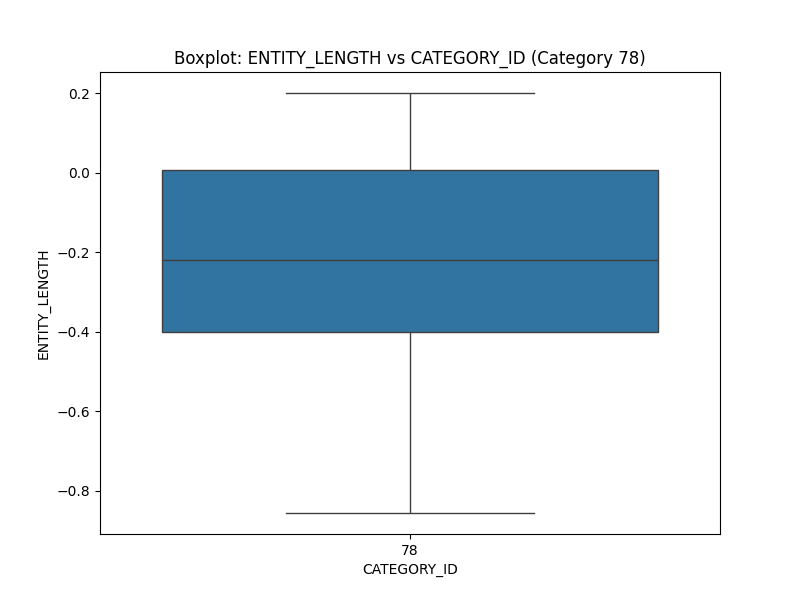 Boxplot: ENTITY_LENGTH vs CATEGORY_ID (Category 78)
0.2
0.0
−0.2
−0.4
−0.6
−0.8
ENTITY_LENGTH
78
CATEGORY_ID